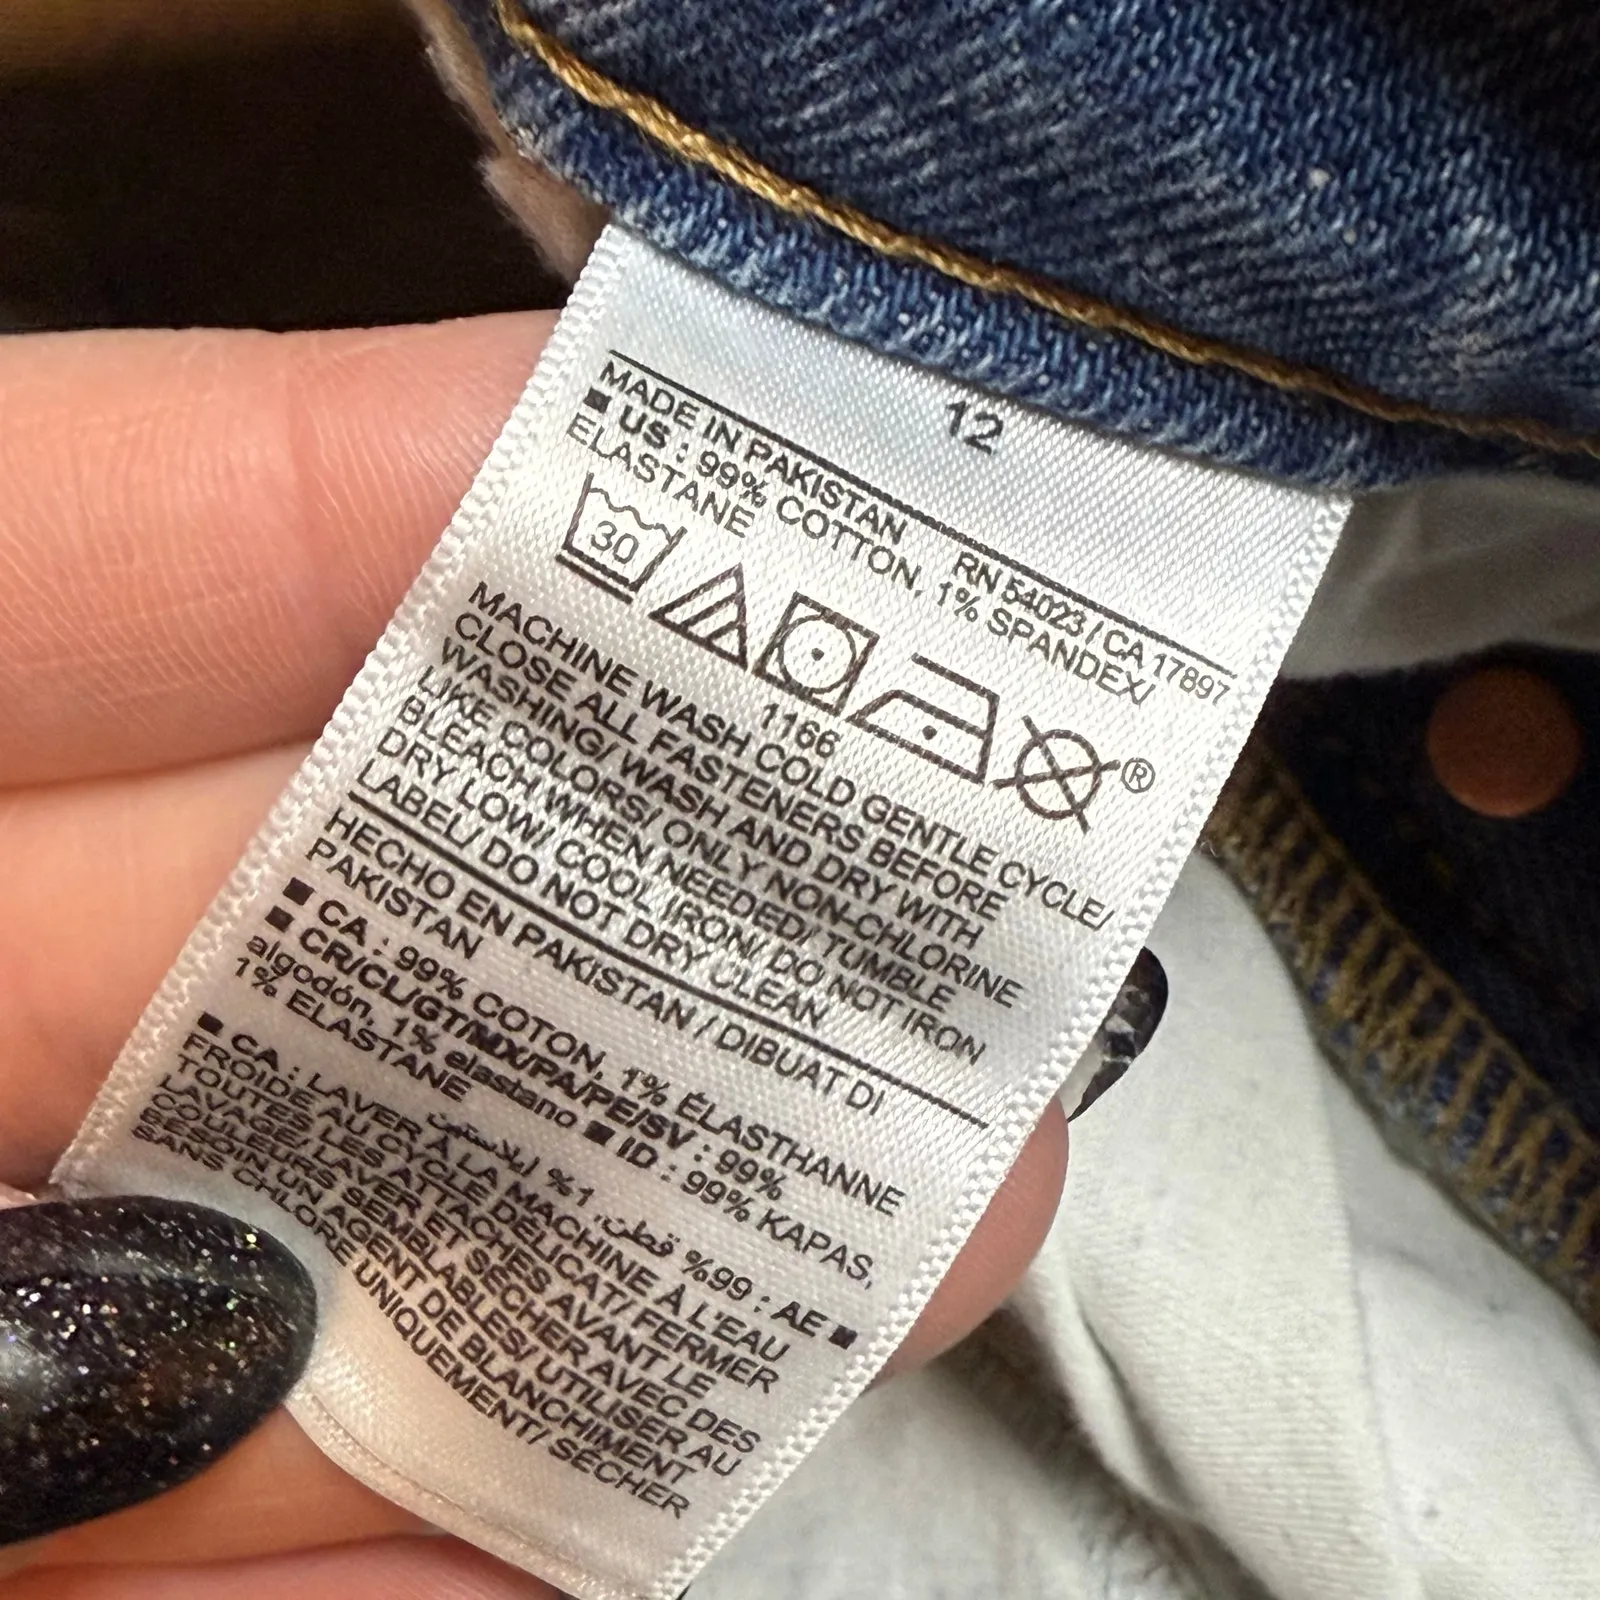 12
MADE IN PAKISTAN RN 54023 / CA 17897
■ US : 99% COTTON, 1% SPANDEX/
ELASTANE
30
1166
®
MACHINE WASH COLD GENTLE CYCLE/
CLOSE ALL FASTENERS BEFORE
WASHING/ WASH AND DRY WITH
LIKE COLORS/ ONLY NON-CHLORINE
BLEACH WHEN NEEDED/ TUMBLE
DRY LOW/ COOL IRON/ DO NOT IRON
LABEL/ DO NOT DRY CLEAN
HECHO EN PAKISTAN / DIBUAT DI
PAKISTAN
■ CA : 99% COTON, 1% ÉLASTHANNE
■ CR/CL/GT/MX/PA/PE/SV : 99%
algodón, 1% elastano ■ ID : 99% KAPAS,
1% ELASTANE
■ AE : 99% قطن, 1% إيلاستين
■ CA : LAVER À LA MACHINE À L'EAU
FROIDE AU CYCLE DÉLICAT/ FERMER
TOUTES LES ATTACHES AVANT LE
LAVAGE/ LAVER ET SÉCHER AVEC DES
COULEURS SEMBLABLES/ UTILISER AU
BESOIN UN AGENT DE BLANCHIMENT
SANS CHLORE UNIQUEMENT/ SÉCHER